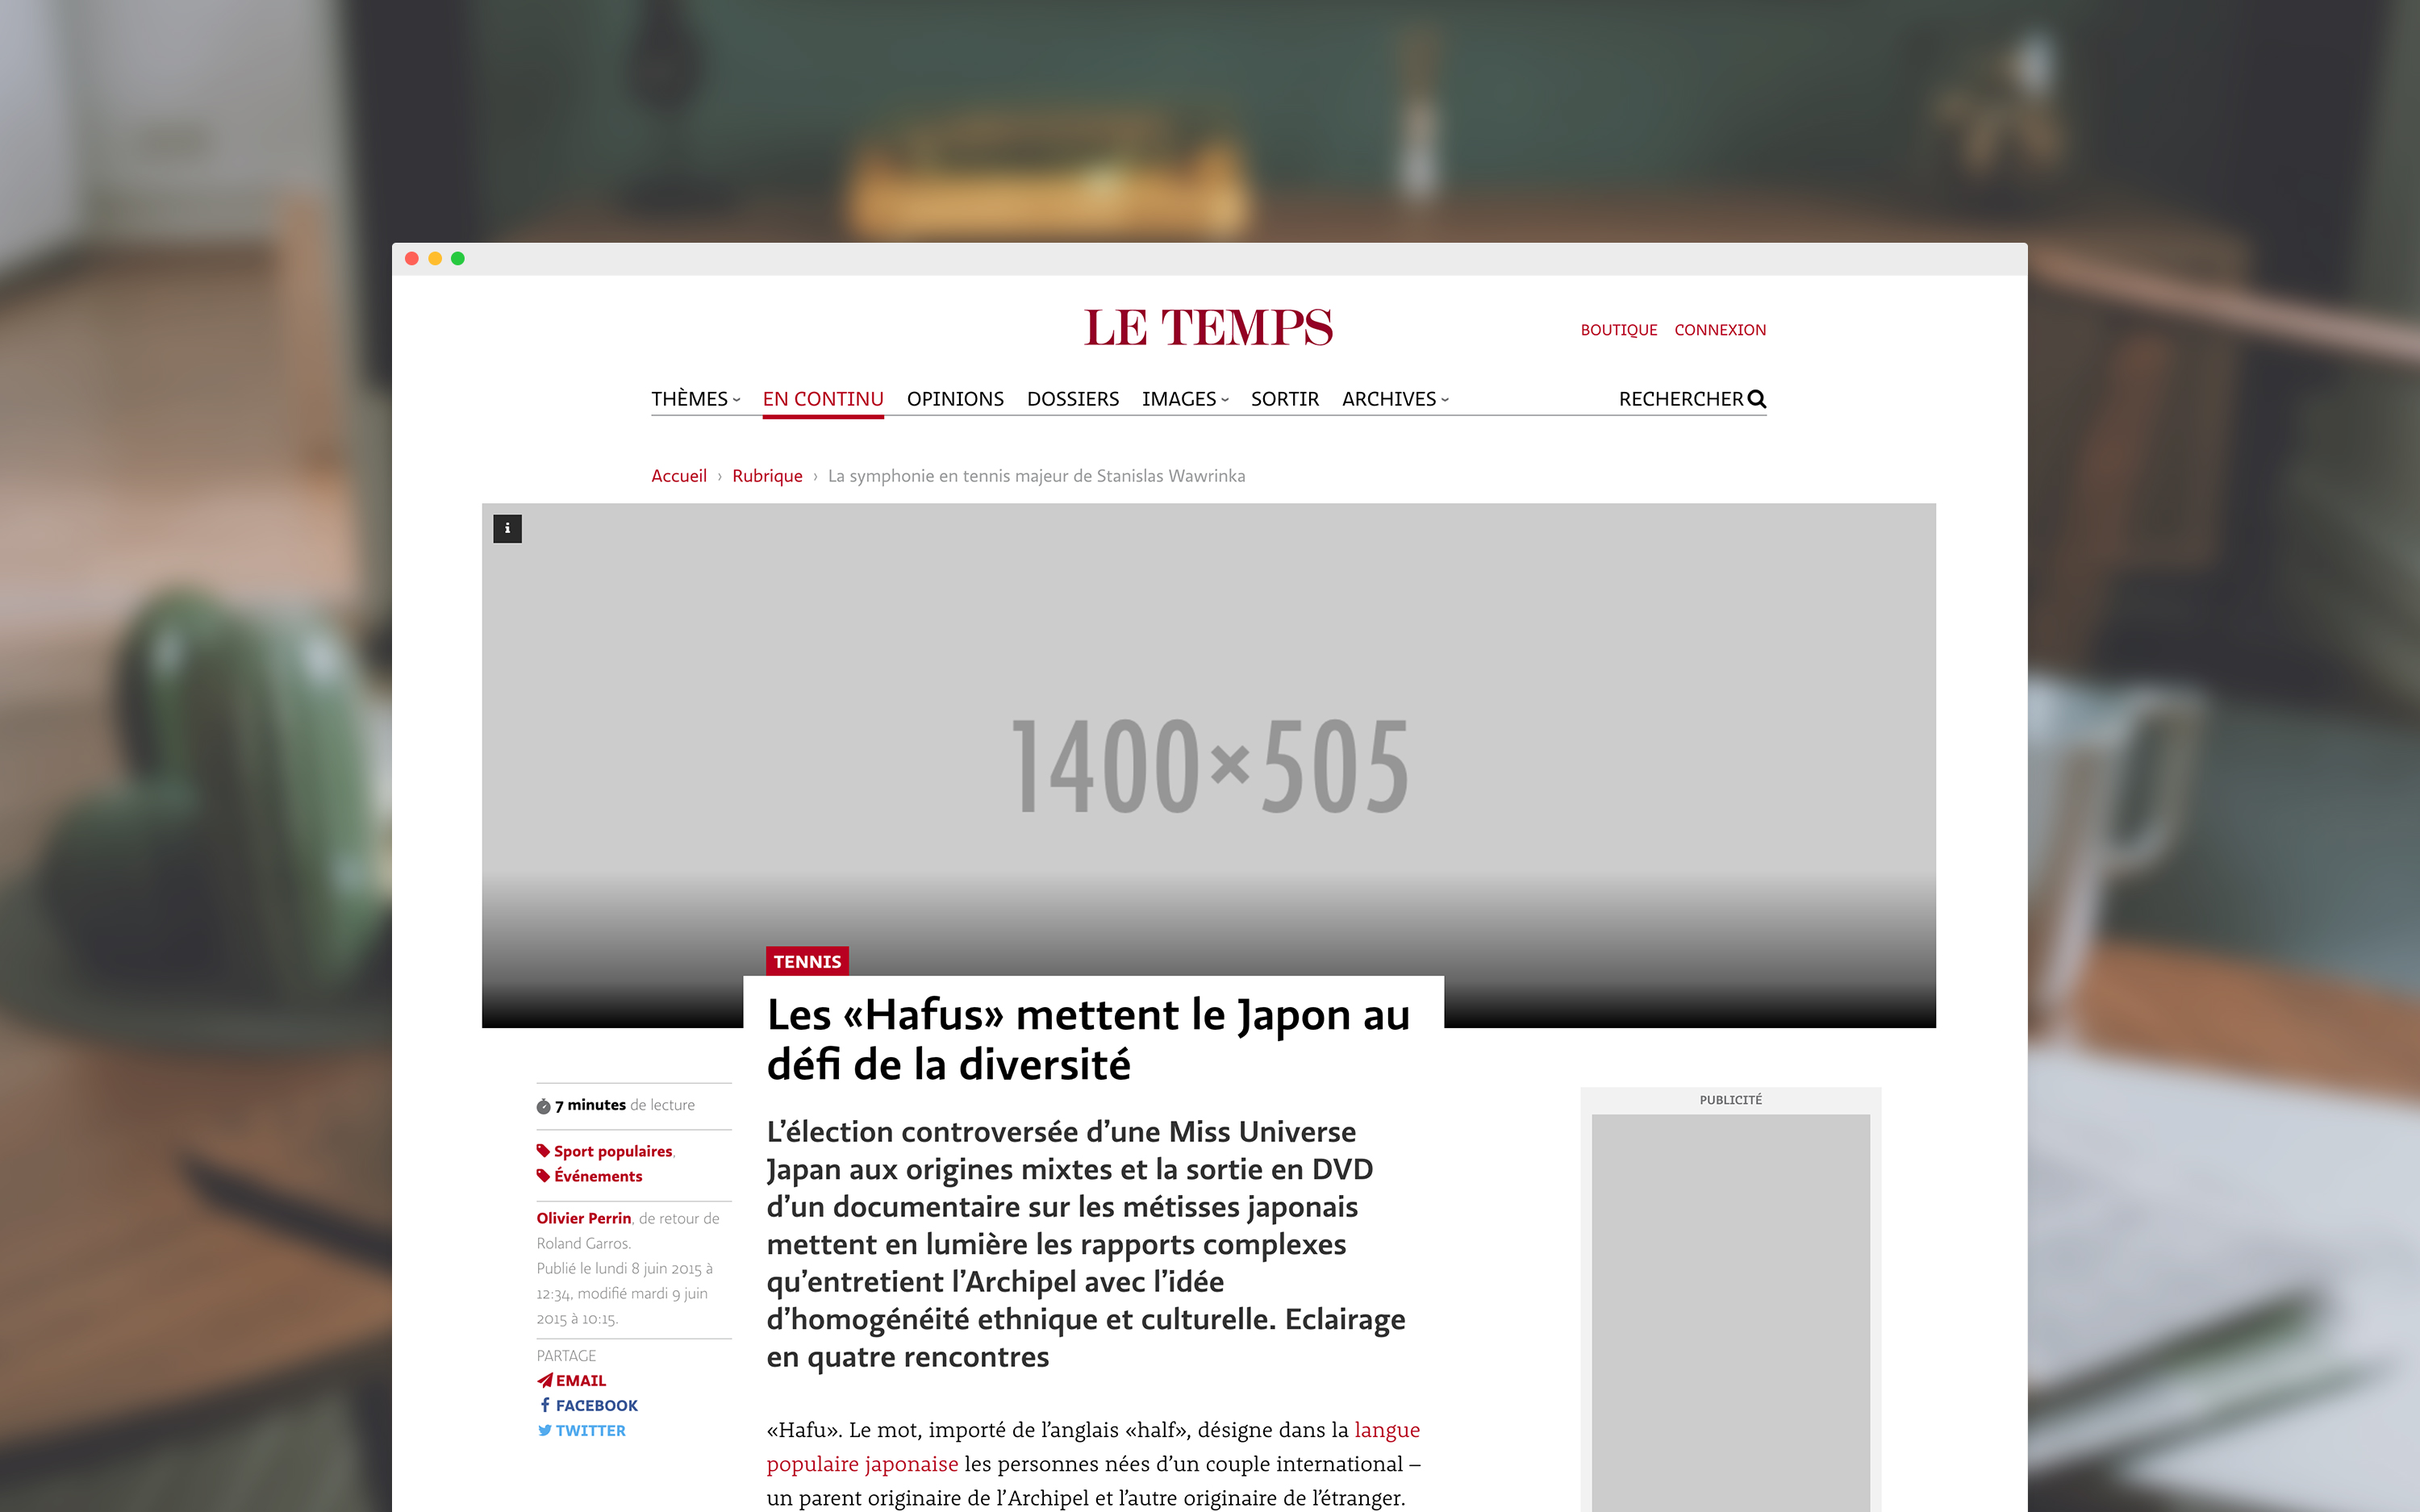 LE TEMPS
BOUTIQUE CONNEXION
THÈMES EN CONTINU OPINIONS DOSSIERS IMAGES SORTIR ARCHIVES RECHERCHER
Accueil › Rubrique › La symphonie en tennis majeur de Stanislas Wawrinka
i
1400×505
TENNIS
Les «Hafus» mettent le Japon au
défi de la diversité
7 minutes de lecture
Sport populaires,
Événements
Olivier Perrin, de retour de
Roland Garros.
Publié le lundi 8 juin 2015 à
12:34, modifié mardi 9 juin
2015 à 10:15.
PARTAGE
EMAIL
FACEBOOK
TWITTER
L’élection controversée d’une Miss Universe
Japan aux origines mixtes et la sortie en DVD
d’un documentaire sur les métisses japonais
mettent en lumière les rapports complexes
qu’entretient l’Archipel avec l’idée
d’homogénéité ethnique et culturelle. Eclairage
en quatre rencontres
«Hafu». Le mot, importé de l’anglais «half», désigne dans la langue
populaire japonaise les personnes nées d’un couple international –
un parent originaire de l’Archipel et l’autre originaire de l’étranger.
PUBLICITÉ